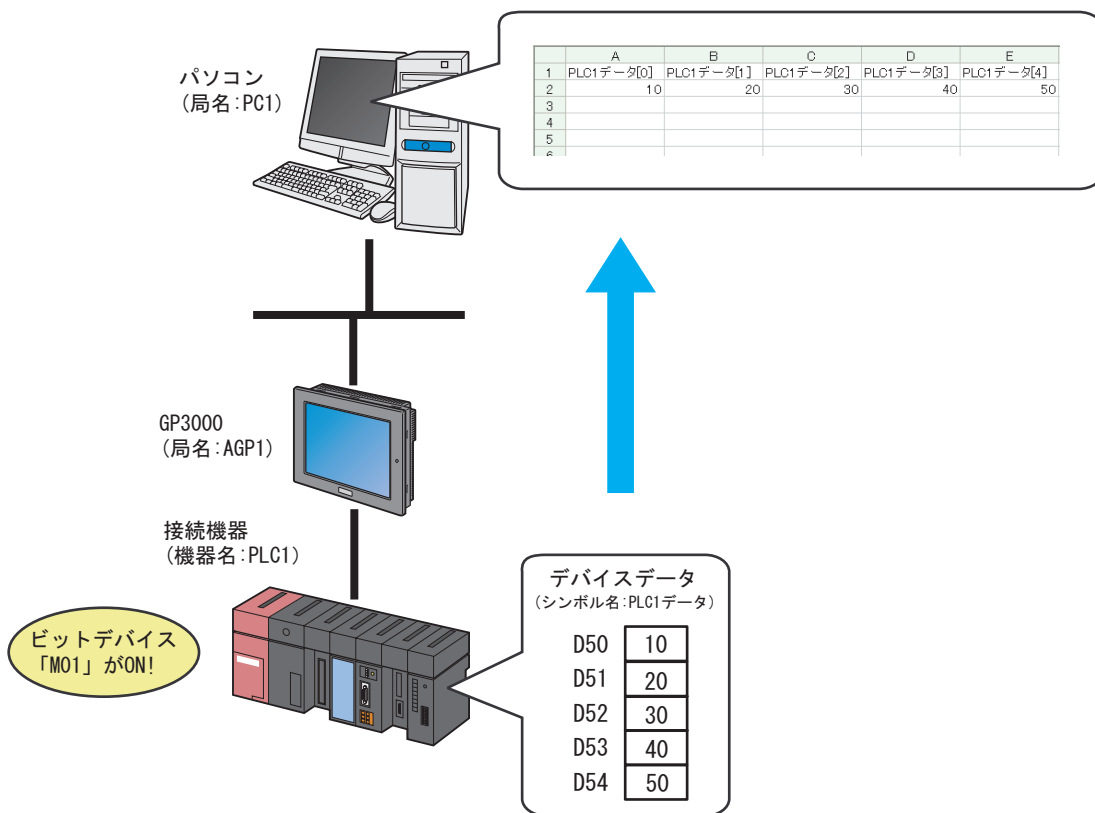 パソコン
(局名:PC1)
A B C D E
1 PLC1データ[0] PLC1データ[1] PLC1データ[2] PLC1データ[3] PLC1データ[4]
2 10 20 30 40 50
3
4
5
6
GP3000
(局名:AGP1)
接続機器
(機器名:PLC1)
ビットデバイス
「M01」がON!
デバイスデータ
(シンボル名:PLC1データ)
D50 10
D51 20
D52 30
D53 40
D54 50